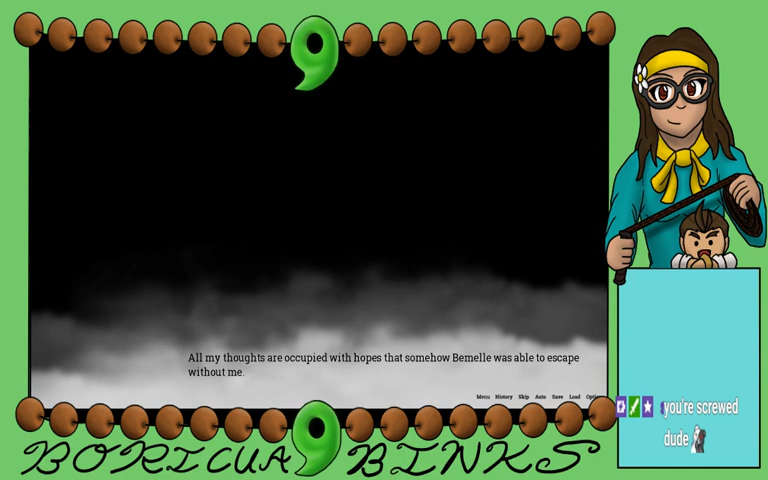 All my thoughts are occupied with hopes that somehow Bemelle was able to escape
without me.
Menu History Skip Auto Save Load
you're screwed
dude
BORICUA BINKS